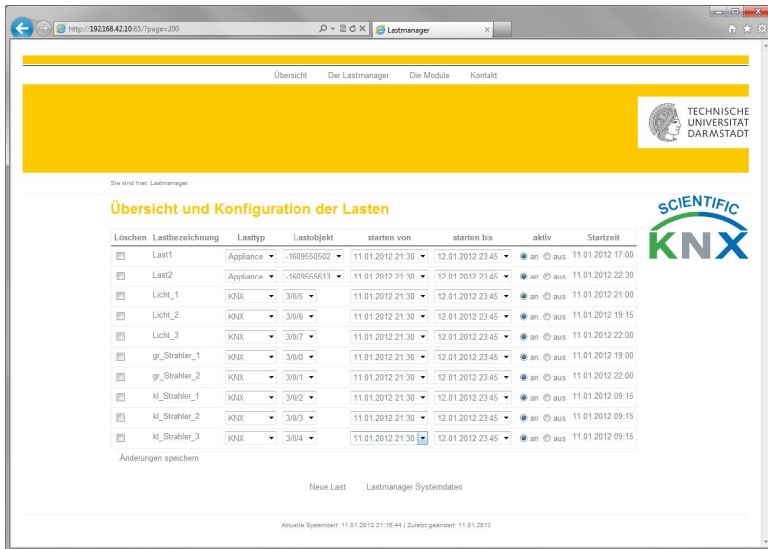 http://192.168.42.10:85/?page=200
Lastmanager
Übersicht Der Lastmanager Die Module Kontakt
TECHNISCHE
UNIVERSITÄT
DARMSTADT
Sie sind hier: Lastmanager
Übersicht und Konfiguration der Lasten
SCIENTIFIC
KNX
Löschen Lastbezeichnung Lasttyp Lastobjekt starten von starten bis aktiv Startzeit
Last1 Appliance -1609550502 11.01.2012 21:30 12.01.2012 23:45 an aus 11.01.2012 17:00
Last2 Appliance -1609555613 11.01.2012 21:30 12.01.2012 23:45 an aus 11.01.2012 22:30
Licht_1 KNX 3/0/5 11.01.2012 21:30 12.01.2012 23:45 an aus 11.01.2012 21:00
Licht_2 KNX 3/0/6 11.01.2012 21:30 12.01.2012 23:45 an aus 11.01.2012 19:15
Licht_3 KNX 3/0/7 11.01.2012 21:30 12.01.2012 23:45 an aus 11.01.2012 22:00
gr_Strahler_1 KNX 3/0/0 11.01.2012 21:30 12.01.2012 23:45 an aus 11.01.2012 19:00
gr_Strahler_2 KNX 3/0/1 11.01.2012 21:30 12.01.2012 23:45 an aus 11.01.2012 22:00
kl_Strahler_1 KNX 3/0/2 11.01.2012 21:30 12.01.2012 23:45 an aus 11.01.2012 09:15
kl_Strahler_2 KNX 3/0/3 11.01.2012 21:30 12.01.2012 23:45 an aus 11.01.2012 09:15
kl_Strahler_3 KNX 3/0/4 11.01.2012 21:30 12.01.2012 23:45 an aus 11.01.2012 09:15
Änderungen speichern
Neue Last Lastmanager Systemdaten
Aktuelle Systemzeit: 11.01.2012 21:16:44 | Zuletzt geändert: 11.01.2012